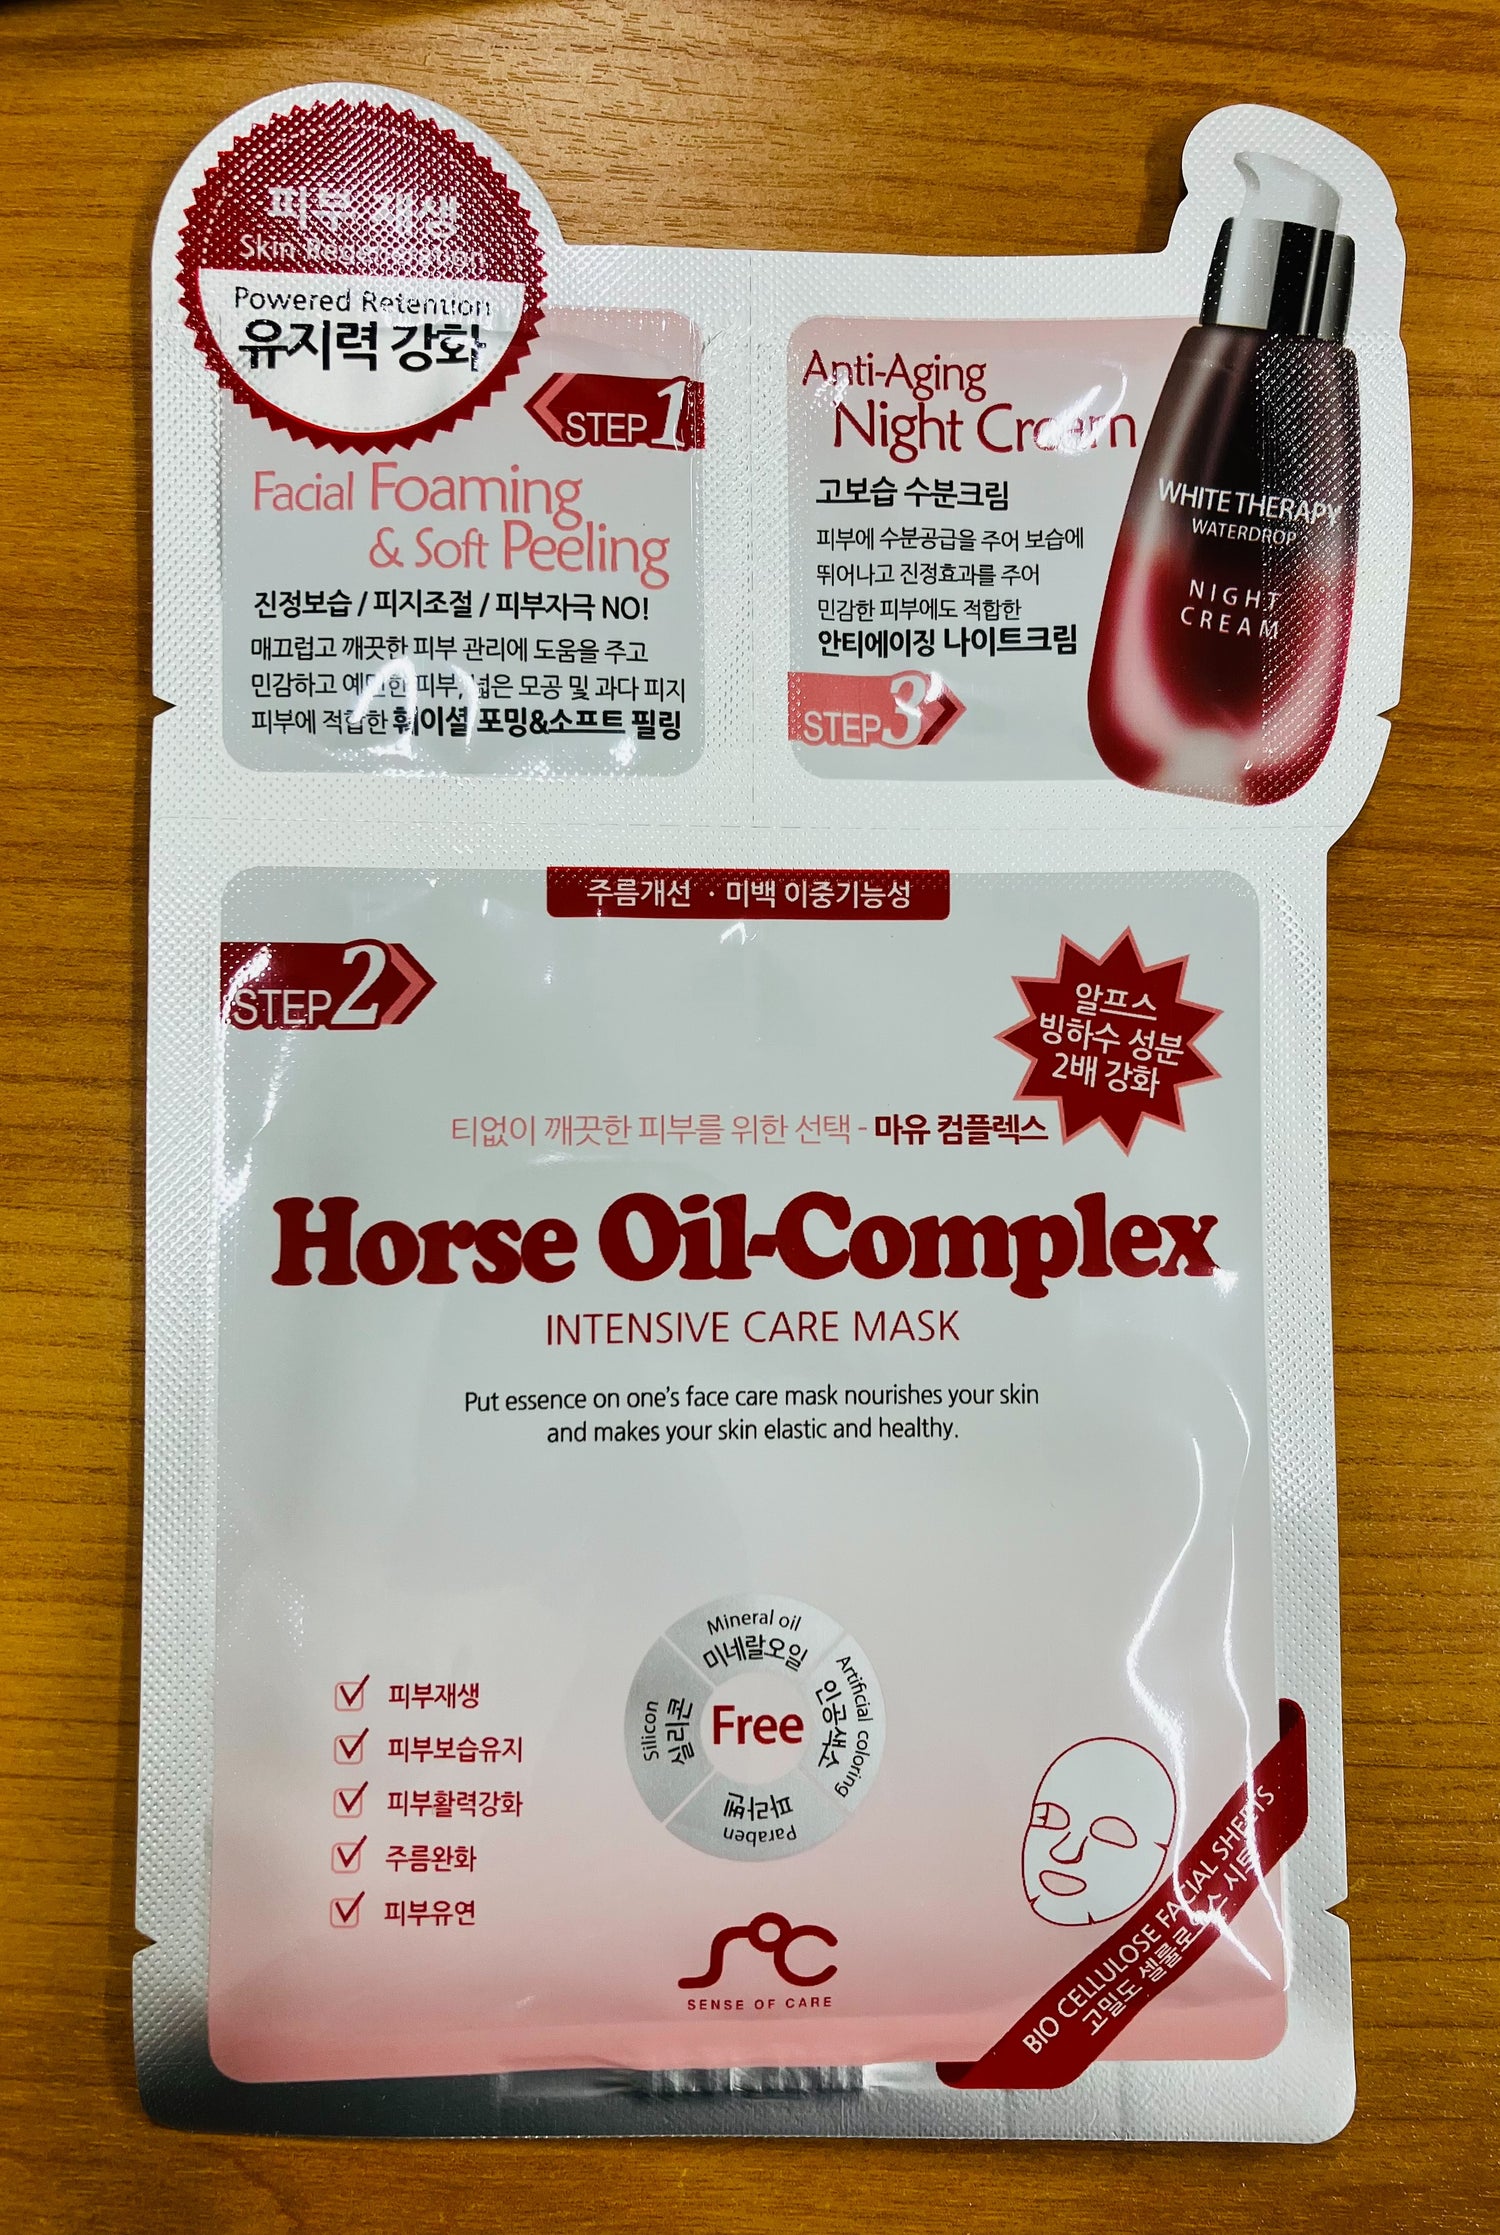 피부 재생
Skin Regeneration
Powered Retention
유지력 강화
STEP 1
Facial Foaming
& Soft Peeling
진정보습 / 피지조절 / 피부자극 NO!
매끄럽고 깨끗한 피부 관리에 도움을 주고
민감하고 예민한 피부, 넓은 모공 및 과다 피지
피부에 적합한 훼이셜 포밍&소프트 필링
Anti-Aging
Night Cream
고보습 수분크림
피부에 수분공급을 주어 보습에
뛰어나고 진정효과를 주어
민감한 피부에도 적합한
안티에이징 나이트크림
STEP 3
WHITE THERAPY
WATERDROP
NIGHT
CREAM
주름개선 · 미백 이중기능성
STEP 2
알프스
빙하수 성분
2배 강화
티없이 깨끗한 피부를 위한 선택 - 마유 컴플렉스
Horse Oil-Complex
INTENSIVE CARE MASK
Put essence on one's face care mask nourishes your skin
and makes your skin elastic and healthy.
피부재생
피부보습유지
피부활력강화
주름완화
피부유연
Mineral oil
미네랄오일
Artificial coloring
인공색소
Paraben
파라벤
Silicon
실리콘
Free
SOC
SENSE OF CARE
BIO CELLULOSE FACIAL SHEETS
고밀도 셀룰로오스 시트